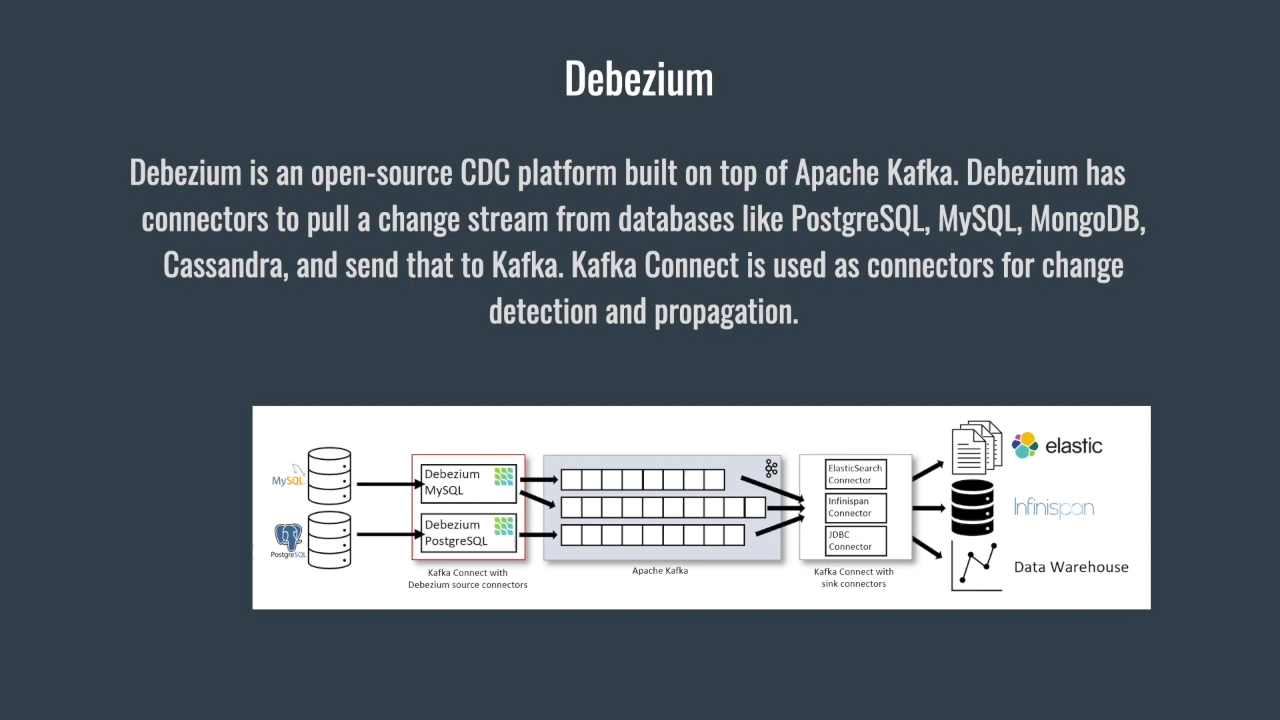 Debezium
Debezium is an open-source CDC platform built on top of Apache Kafka. Debezium has
connectors to pull a change stream from databases like PostgreSQL, MySQL, MongoDB,
Cassandra, and send that to Kafka. Kafka Connect is used as connectors for change
detection and propagation.
MySQL
PostgreSQL
Debezium
MySQL
Debezium
PostgreSQL
Kafka Connect with
Debezium source connectors
Apache Kafka
ElasticSearch
Connector
Infinispan
Connector
JDBC
Connector
Kafka Connect with
sink connectors
elastic
Infinispan
Data Warehouse